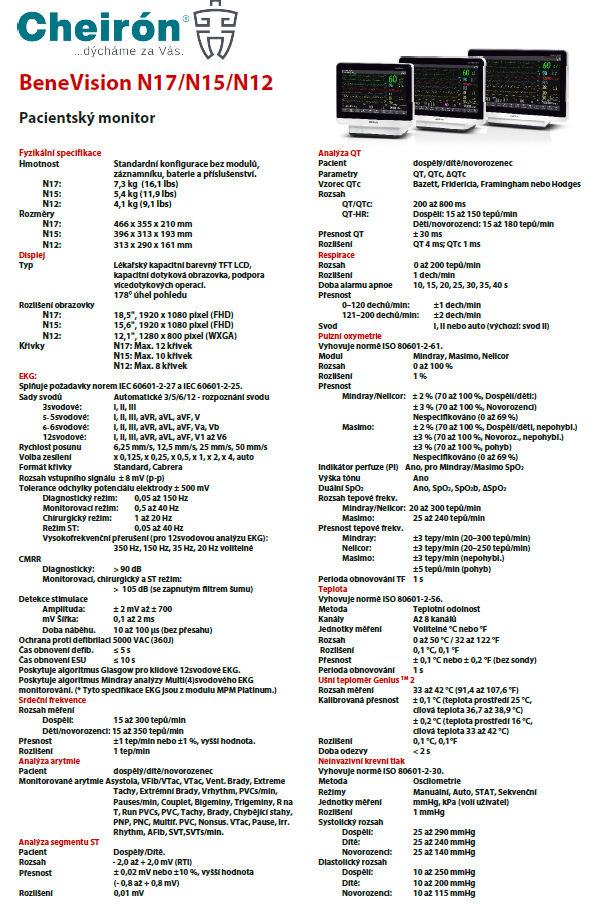 Cheirón®
...dýcháme za Vás.
BeneVision N17/N15/N12
Pacientský monitor
Fyzikální specifikace
Hmotnost Standardní konfigurace bez modulů,
záznamníku, baterie a příslušenství.
N17: 7,3 kg (16,1 lbs)
N15: 5,4 kg (11,9 lbs)
N12: 4,1 kg (9,1 lbs)
Rozměry
N17: 466 x 355 x 210 mm
N15: 396 x 313 x 193 mm
N12: 313 x 290 x 161 mm
Displej
Typ Lékařský kapacitní barevný TFT LCD,
kapacitní dotyková obrazovka, podpora
vícedotykových operací.
178° úhel pohledu
Rozlišení obrazovky
N17: 18,5", 1920 x 1080 pixel (FHD)
N15: 15,6", 1920 x 1080 pixel (FHD)
N12: 12,1", 1280 x 800 pixel (WXGA)
Křivky N17: Max. 12 křivek
N15: Max. 10 křivek
N12: Max. 8 křivek
EKG:
Splňuje požadavky norem IEC 60601-2-27 a IEC 60601-2-25.
Sady svodů Automatické 3/5/6/12 - rozpoznání svodu
3svodové: I, II, III
5-5svodové: I, II, III, aVR, aVL, aVF, V
6-6svodové: I, II, III, aVR, aVL, aVF, Va, Vb
12svodové: I, II, III, aVR, aVL, aVF, V1 až V6
Rychlost posunu 6,25 mm/s, 12,5 mm/s, 25 mm/s, 50 mm/s
Volba zesílení x 0,125, x 0,25, x 0,5, x 1, x 2, x 4, auto
Formát křivky Standard, Cabrera
Rozsah vstupního signálu ± 8 mV (p-p)
Tolerance odchylky potenciálu elektrody ± 500 mV
Diagnostický režim: 0,05 až 150 Hz
Monitorovací režim: 0,5 až 40 Hz
Chirurgický režim: 1 až 20 Hz
Režim ST: 0,05 až 40 Hz
Vysokofrekvenční přerušení (pro 12svodovou analýzu EKG):
350 Hz, 150 Hz, 35 Hz, 20 Hz volitelné
CMRR
Diagnostický: > 90 dB
Monitorovací, chirurgický a ST režim:
> 105 dB (se zapnutým filtrem šumu)
Detekce stimulace
Amplituda: ± 2 mV až ± 700
mV Šířka: 0,1 až 2 ms
Doba náběhu. 10 až 100 µs (bez přesahu)
Ochrana proti defibrilaci 5000 VAC (360J)
Čas obnovení defib. ≤ 5 s
Čas obnovení ESU ≤ 10 s
Poskytuje algoritmus Glasgow pro klidové 12svodové EKG.
Poskytuje algoritmus Mindray Multi(4)svodového EKG
monitorování. (* Tyto specifikace EKG jsou z modulu MPM Platinum.)
Srdeční frekvence
Rozsah měření
Dospělí: 15 až 300 tepů/min
Děti/novorozenci: 15 až 350 tepů/min
Přesnost ±1 tep/min nebo ±1 %, vyšší hodnota.
Rozlišení 1 tep/min
Analýza arytmie
Pacient dospělý/dítě/novorozenec
Monitorované arytmie Asystola, VFib/VTac, VTac, Vent. Brady, Extreme
Tachy, Extrémní Brady, Vrhythm, PVCs/min,
Pauses/min, Couplet, Bigeminy, Trigeminy, R na
T, Run PVCs, PVC, Tachy, Brady, Chybějící stahy,
PNP, PNC, Multif. PVC, Nonsus. VTac, Pause, Irr.
Rhythm, AFib, SVT,SVTs/min.
Analýza segmentu ST
Pacient Dospělý/Dítě.
Rozsah - 2,0 až + 2,0 mV (RTI)
Přesnost ± 0,02 mV nebo ±10 %, vyšší hodnota
(- 0,8 až + 0,8 mV)
Rozlišení 0,01 mV
Analýza QT
Pacient dospělý/dítě/novorozenec
Parametry QT, QTc, ΔQTc
Vzorec QTc Bazett, Fridericia, Framingham nebo Hodges
Rozsah
QT/QTc: 200 až 800 ms
QT-HR: Dospělí: 15 až 150 tepů/min
Děti/novorozenci: 15 až 180 tepů/min
Přesnost QT ± 30 ms
Rozlišení QT 4 ms; QTc 1 ms
Respirace
Rozsah 0 až 200 tepů/min
Rozlišení 1 dech/min
Doba alarmu apnoe 10, 15, 20, 25, 30, 35, 40 s
Přesnost
0–120 dechů/min: ±1 dech/min
121–200 dechů/min: ±2 dech/min
Svod I, II nebo auto (výchozí: svod II)
Pulzní oxymetrie
Vyhovuje normě ISO 80601-2-61.
Modul Mindray, Masimo, Nellcor
Rozsah 0 až 100 %
Rozlišení 1 %
Přesnost
Mindray/Nellcor: ± 2 % (70 až 100 %, Dospělí/děti:)
± 3 % (70 až 100 %, Novorozenci)
Nespecifikováno (0 až 69 %)
Masimo: ± 2 % (70 až 100 %, Dospělí/děti, nepohybl.)
±3 % (70 až 100 %, Novoroz., nepohybl.)
±3 % (70 až 100 %, pohyb)
Nespecifikováno (0 až 69 %)
Indikátor perfuze (PI) Ano, pro Mindray/Masimo SpO₂
Výška tónu Ano
Duální SpO₂ Ano, SpO₂, SpO₂b, ΔSpO₂
Rozsah tepové frekv.
Mindray/Nellcor: 20 až 300 tepů/min
Masimo: 25 až 240 tepů/min
Přesnost tepové frekv.
Mindray: ±3 tepy/min (20–300 tepů/min)
Nellcor: ±3 tepy/min (20–250 tepů/min)
Masimo: ±3 tepy/min (nepohybl.)
±5 tepů/min (pohyb)
Perioda obnovování TF 1 s
Teplota
Vyhovuje normě ISO 80601-2-56.
Metoda Teplotní odolnost
Kanály Až 8 kanálů
Jednotky měření Volitelné °C nebo °F
Rozsah 0 až 50 °C / 32 až 122 °F
Rozlišení 0,1 °C, 0,1 °F
Přesnost ± 0,1 °C nebo ± 0,2 °F (bez sondy)
Perioda obnovování 1 s
Ušní teploměr Genius ™ 2
Rozsah měření 33 až 42 °C (91,4 až 107,6 °F)
Kalibrovaná přesnost ± 0,1 °C (teplota prostředí 25 °C,
cílová teplota 36,7 až 38,9 °C)
± 0,2 °C (teplota prostředí 16 °C,
cílová teplota 33 až 42 °C)
Rozlišení 0,1 °C, 0,1°F
Doba odezvy < 2 s
Neinvazivní krevní tlak
Vyhovuje normě ISO 80601-2-30.
Metoda Oscilometrie
Režimy Manuální, Auto, STAT, Sekvenční
Jednotky měření mmHg, kPa (volí uživatel)
Rozlišení 1 mmHg
Systolický rozsah
Dospělí: 25 až 290 mmHg
Dítě: 25 až 240 mmHg
Novorozenci: 25 až 140 mmHg
Diastolický rozsah
Dospělí: 10 až 250 mmHg
Dítě: 10 až 200 mmHg
Novorozenci: 10 až 115 mmHg